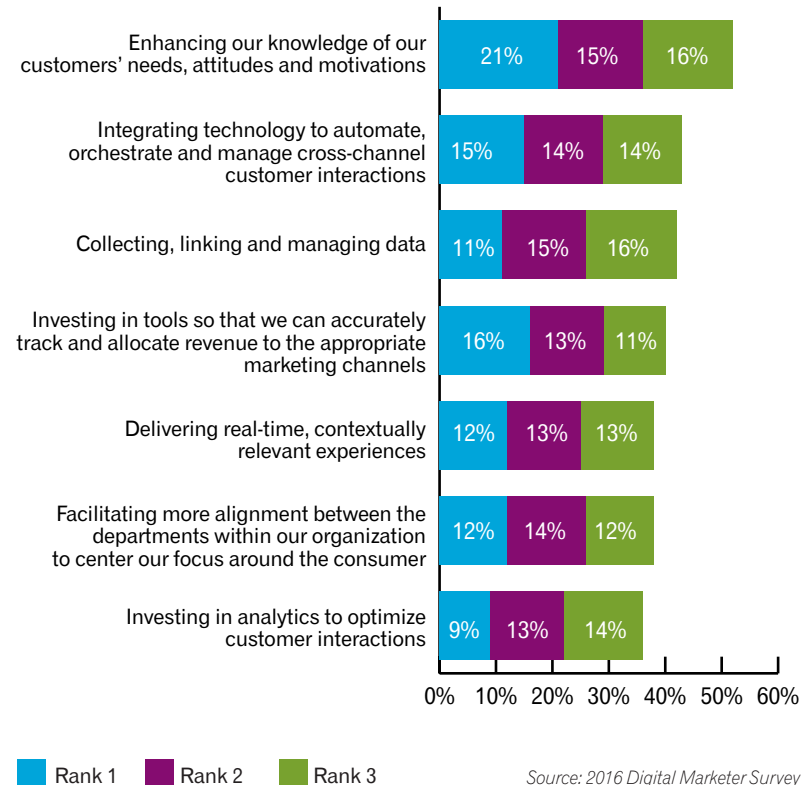 Enhancing our knowledge of our
customers’ needs, attitudes and motivations
21% 15% 16%
Integrating technology to automate,
orchestrate and manage cross-channel
customer interactions
15% 14% 14%
Collecting, linking and managing data
11% 15% 16%
Investing in tools so that we can accurately
track and allocate revenue to the appropriate
marketing channels
16% 13% 11%
Delivering real-time, contextually
relevant experiences
12% 13% 13%
Facilitating more alignment between the
departments within our organization
to center our focus around the consumer
12% 14% 12%
Investing in analytics to optimize
customer interactions
9% 13% 14%
0% 10% 20% 30% 40% 50% 60%
Rank 1 Rank 2 Rank 3
Source: 2016 Digital Marketer Survey